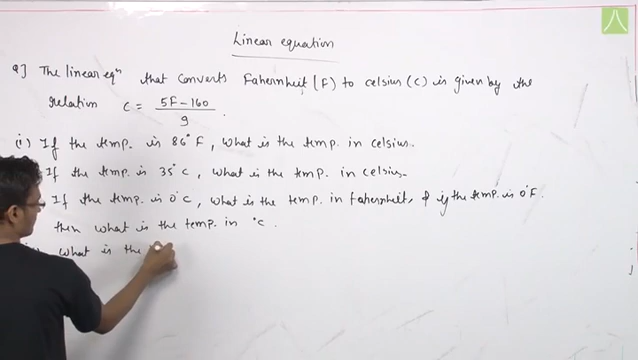 Linear equation
Q] The linear eqn that converts Fahernheit (F) to celsius (C) is given by the
relation C = 5F - 160 / 9 .
(i) If the temp. is 86° F, what is the temp. in celsius.
If the temp. is 35° C, what is the temp. in celsius.
If the temp. is 0°C, what is the temp. in fahernheit, & if the temp. is 0°F.
then what is the temp. in °C.
What is the